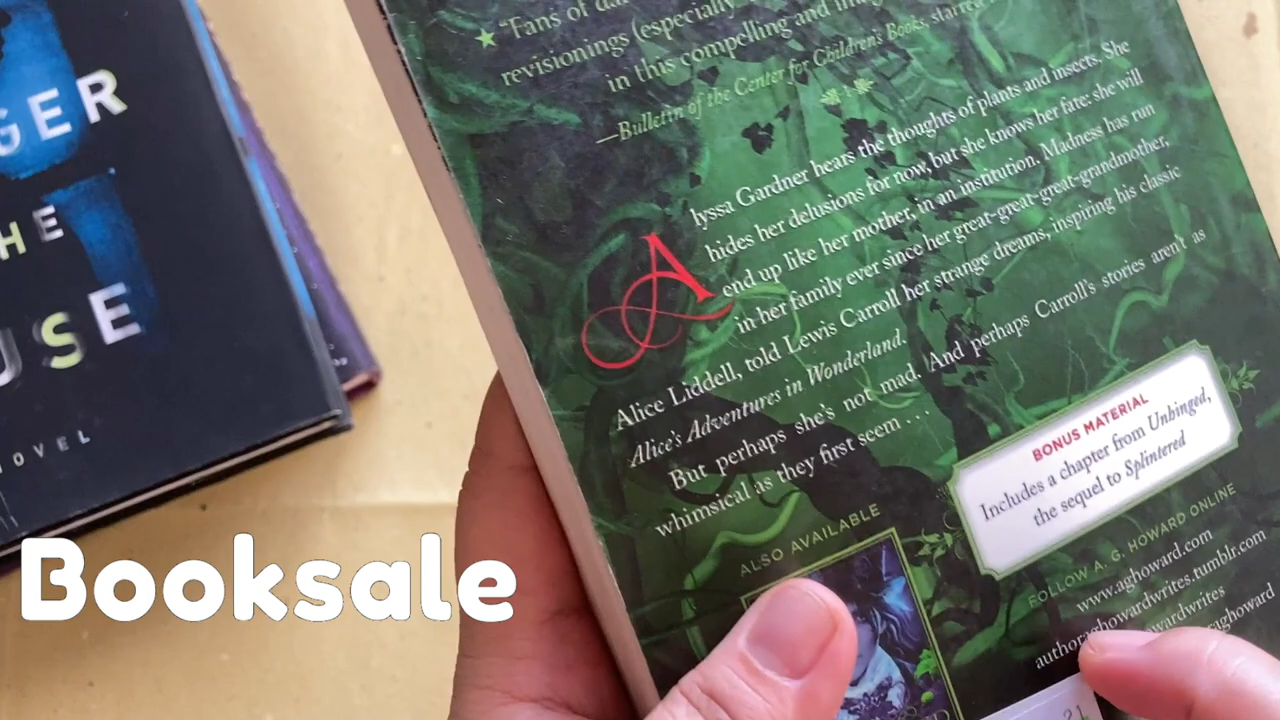 GER
HE
USE
NOVEL
"Fans of
revisionings (especially
in this compelling and
—Bulletin of the Center for Children's Books, starred
Alyssa Gardner hears the thoughts of plants and insects. She
hides her delusions for now, but she knows her fate: she will
end up like her mother, in an institution. Madness has run
in her family ever since her great-great-great-grandmother,
Alice Liddell, told Lewis Carroll her strange dreams, inspiring his classic
Alice's Adventures in Wonderland.
But perhaps she's not mad. And perhaps Carroll's stories aren't as
whimsical as they first seem . . .
ALSO AVAILABLE
BONUS MATERIAL
Includes a chapter from Unhinged,
the sequel to Splintered
FOLLOW A. G. HOWARD ONLINE
www.aghoward.com
authoraghowardwrites.tumblr.com
Booksale